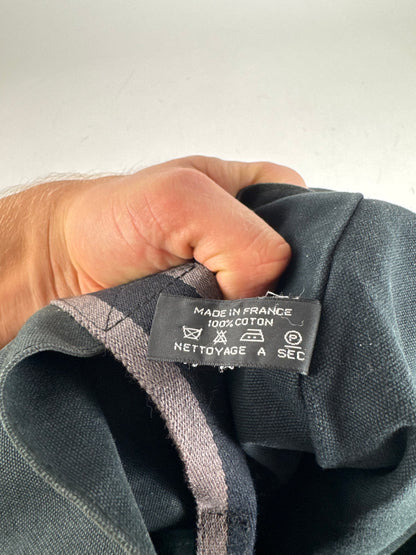 MADE IN FRANCE
100% COTON
P
NETTOYAGE A SEC